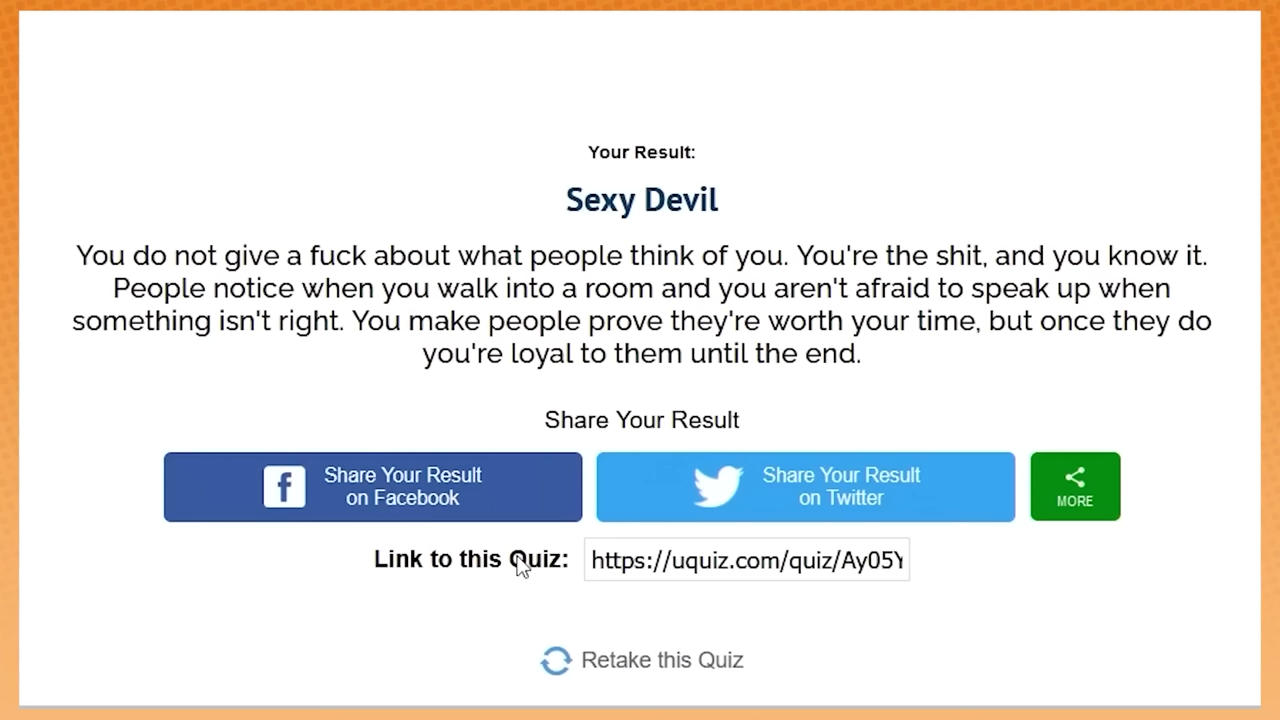 Your Result:
Sexy Devil
You do not give a fuck about what people think of you. You're the shit, and you know it.
People notice when you walk into a room and you aren't afraid to speak up when
something isn't right. You make people prove they're worth your time, but once they do
you're loyal to them until the end.
Share Your Result
Share Your Result
on Facebook
Share Your Result
on Twitter
MORE
Link to this Quiz: https://uquiz.com/quiz/Ay05Y
Retake this Quiz